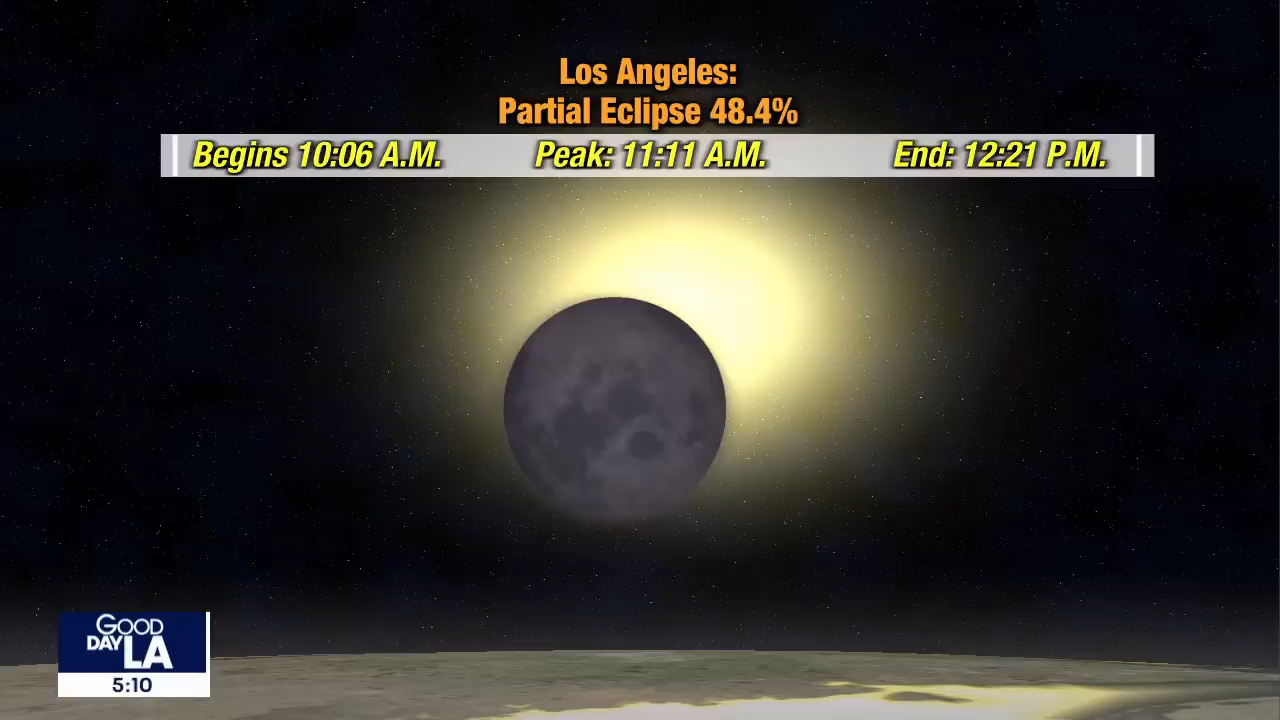 Los Angeles:
Partial Eclipse 48.4%
Begins 10:06 A.M. Peak: 11:11 A.M. End: 12:21 P.M.
GOOD
DAY LA
5:10